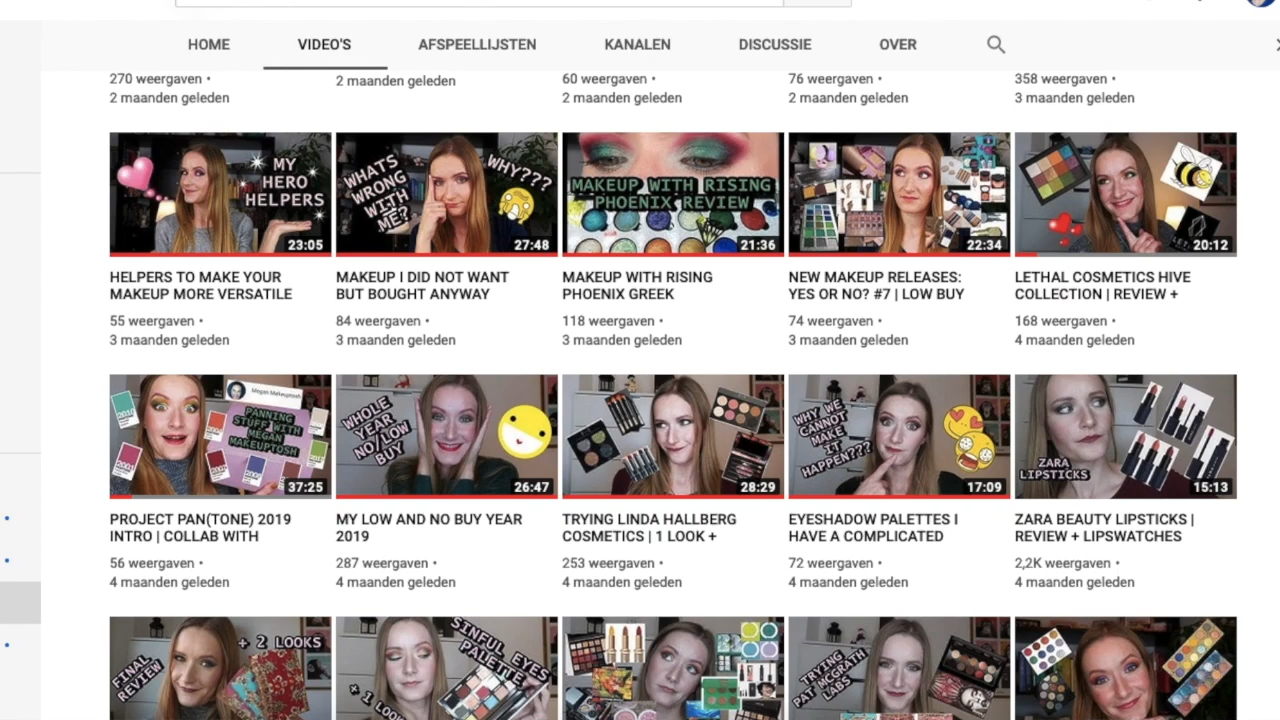 HOME VIDEO'S AFSPEELLIJSTEN KANALEN DISCUSSIE OVER
270 weergaven •
2 maanden geleden
2 maanden geleden
60 weergaven •
2 maanden geleden
76 weergaven •
2 maanden geleden
358 weergaven •
3 maanden geleden
MY
HERO
HELPERS
23:05
HELPERS TO MAKE YOUR
MAKEUP MORE VERSATILE
55 weergaven •
3 maanden geleden
WHATS
WRONG
WITH
ME?
WHY???
27:48
MAKEUP I DID NOT WANT
BUT BOUGHT ANYWAY
84 weergaven •
3 maanden geleden
MAKEUP WITH RISING
PHOENIX REVIEW
21:36
MAKEUP WITH RISING
PHOENIX GREEK
118 weergaven •
3 maanden geleden
22:34
NEW MAKEUP RELEASES:
YES OR NO? #7 | LOW BUY
74 weergaven •
3 maanden geleden
20:12
LETHAL COSMETICS HIVE
COLLECTION | REVIEW +
168 weergaven •
4 maanden geleden
Megan Makeuptosh
PANNING
STUFF WITH
MEGAN
MAKEUPTOSH
37:25
PROJECT PAN(TONE) 2019
INTRO | COLLAB WITH
56 weergaven •
4 maanden geleden
WHOLE
YEAR
NO/LOW
BUY
26:47
MY LOW AND NO BUY YEAR
2019
287 weergaven •
4 maanden geleden
28:29
TRYING LINDA HALLBERG
COSMETICS | 1 LOOK +
253 weergaven •
4 maanden geleden
WHY WE
CANNOT
MAKE
IT
HAPPEN???
17:09
EYESHADOW PALETTES I
HAVE A COMPLICATED
72 weergaven •
4 maanden geleden
ZARA
LIPSTICKS
15:13
ZARA BEAUTY LIPSTICKS |
REVIEW + LIPSWATCHES
2,2K weergaven •
4 maanden geleden
FINAL
REVIEW
+ 2 LOOKS
SINFUL EYES
PALETTE
+ 1 LOOK
TRYING
PAT MCGRATH
LABS